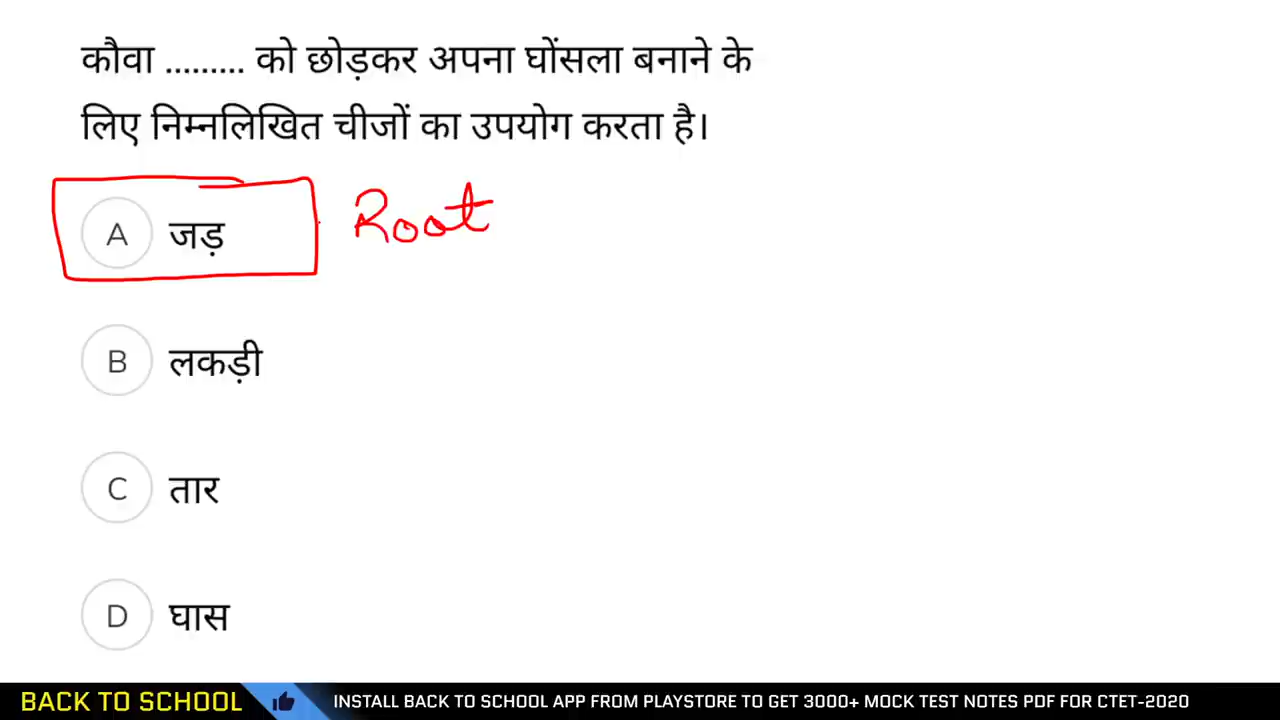 कौवा ......... को छोड़कर अपना घोंसला बनाने के
लिए निम्नलिखित चीजों का उपयोग करता है।
A जड़ Root
B लकड़ी
C तार
D घास
BACK TO SCHOOL INSTALL BACK TO SCHOOL APP FROM PLAYSTORE TO GET 3000+ MOCK TEST NOTES PDF FOR CTET-2020